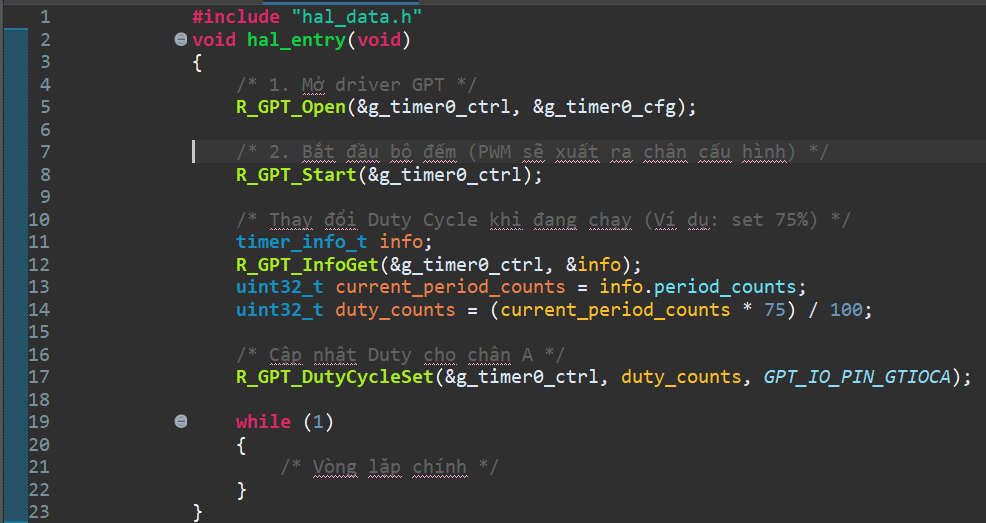 1 #include "hal_data.h"
2 void hal_entry(void)
3 {
4 /* 1. Mở driver GPT */
5 R_GPT_Open(&g_timer0_ctrl, &g_timer0_cfg);
6
7 /* 2. Bắt đầu bộ đếm (PWM sẽ xuất ra chân cấu hình) */
8 R_GPT_Start(&g_timer0_ctrl);
9
10 /* Thay đổi Duty Cycle khi đang chạy (Ví dụ: set 75%) */
11 timer_info_t info;
12 R_GPT_InfoGet(&g_timer0_ctrl, &info);
13 uint32_t current_period_counts = info.period_counts;
14 uint32_t duty_counts = (current_period_counts * 75) / 100;
15
16 /* Cập nhật Duty cho chân A */
17 R_GPT_DutyCycleSet(&g_timer0_ctrl, duty_counts, GPT_IO_PIN_GTIOCA);
18
19 while (1)
20 {
21 /* Vòng lặp chính */
22 }
23 }